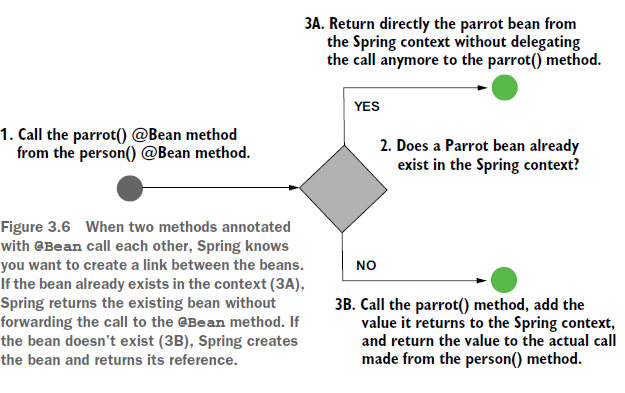 3A. Return directly the parrot bean from
the Spring context without delegating
the call anymore to the parrot() method.
YES
1. Call the parrot() @Bean method
from the person() @Bean method.
2. Does a Parrot bean already
exist in the Spring context?
Figure 3.6 When two methods annotated
with @Bean call each other, Spring knows
you want to create a link between the beans.
If the bean already exists in the context (3A),
Spring returns the existing bean without
forwarding the call to the @Bean method. If
the bean doesn't exist (3B), Spring creates
the bean and returns its reference.
NO
3B. Call the parrot() method, add the
value it returns to the Spring context,
and return the value to the actual call
made from the person() method.